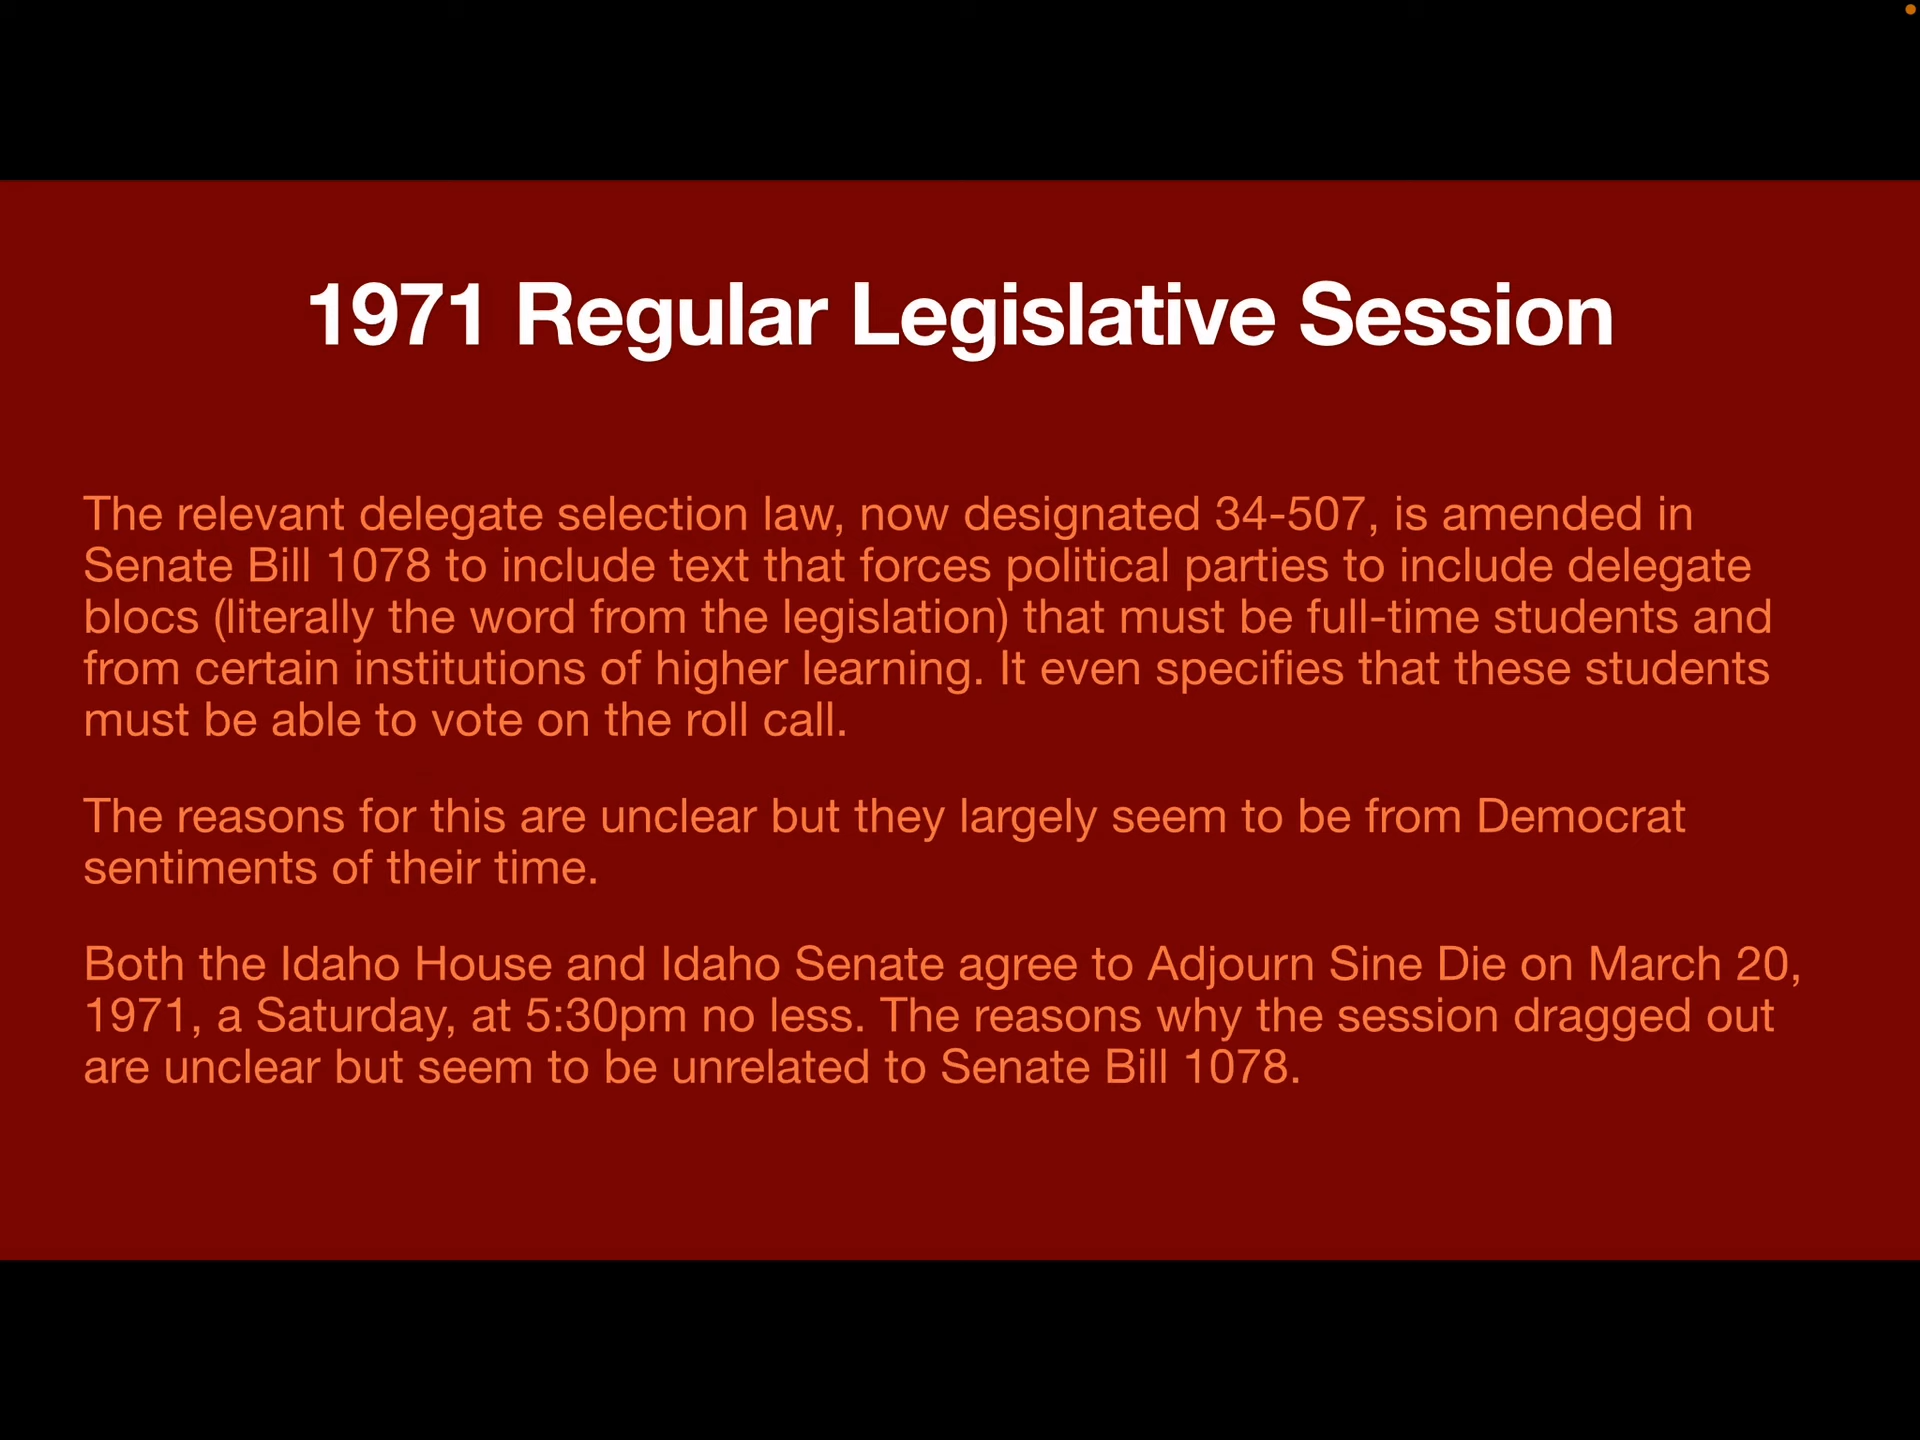 1971 Regular Legislative Session
The relevant delegate selection law, now designated 34-507, is amended in
Senate Bill 1078 to include text that forces political parties to include delegate
blocs (literally the word from the legislation) that must be full-time students and
from certain institutions of higher learning. It even specifies that these students
must be able to vote on the roll call.
The reasons for this are unclear but they largely seem to be from Democrat
sentiments of their time.
Both the Idaho House and Idaho Senate agree to Adjourn Sine Die on March 20,
1971, a Saturday, at 5:30pm no less. The reasons why the session dragged out
are unclear but seem to be unrelated to Senate Bill 1078.